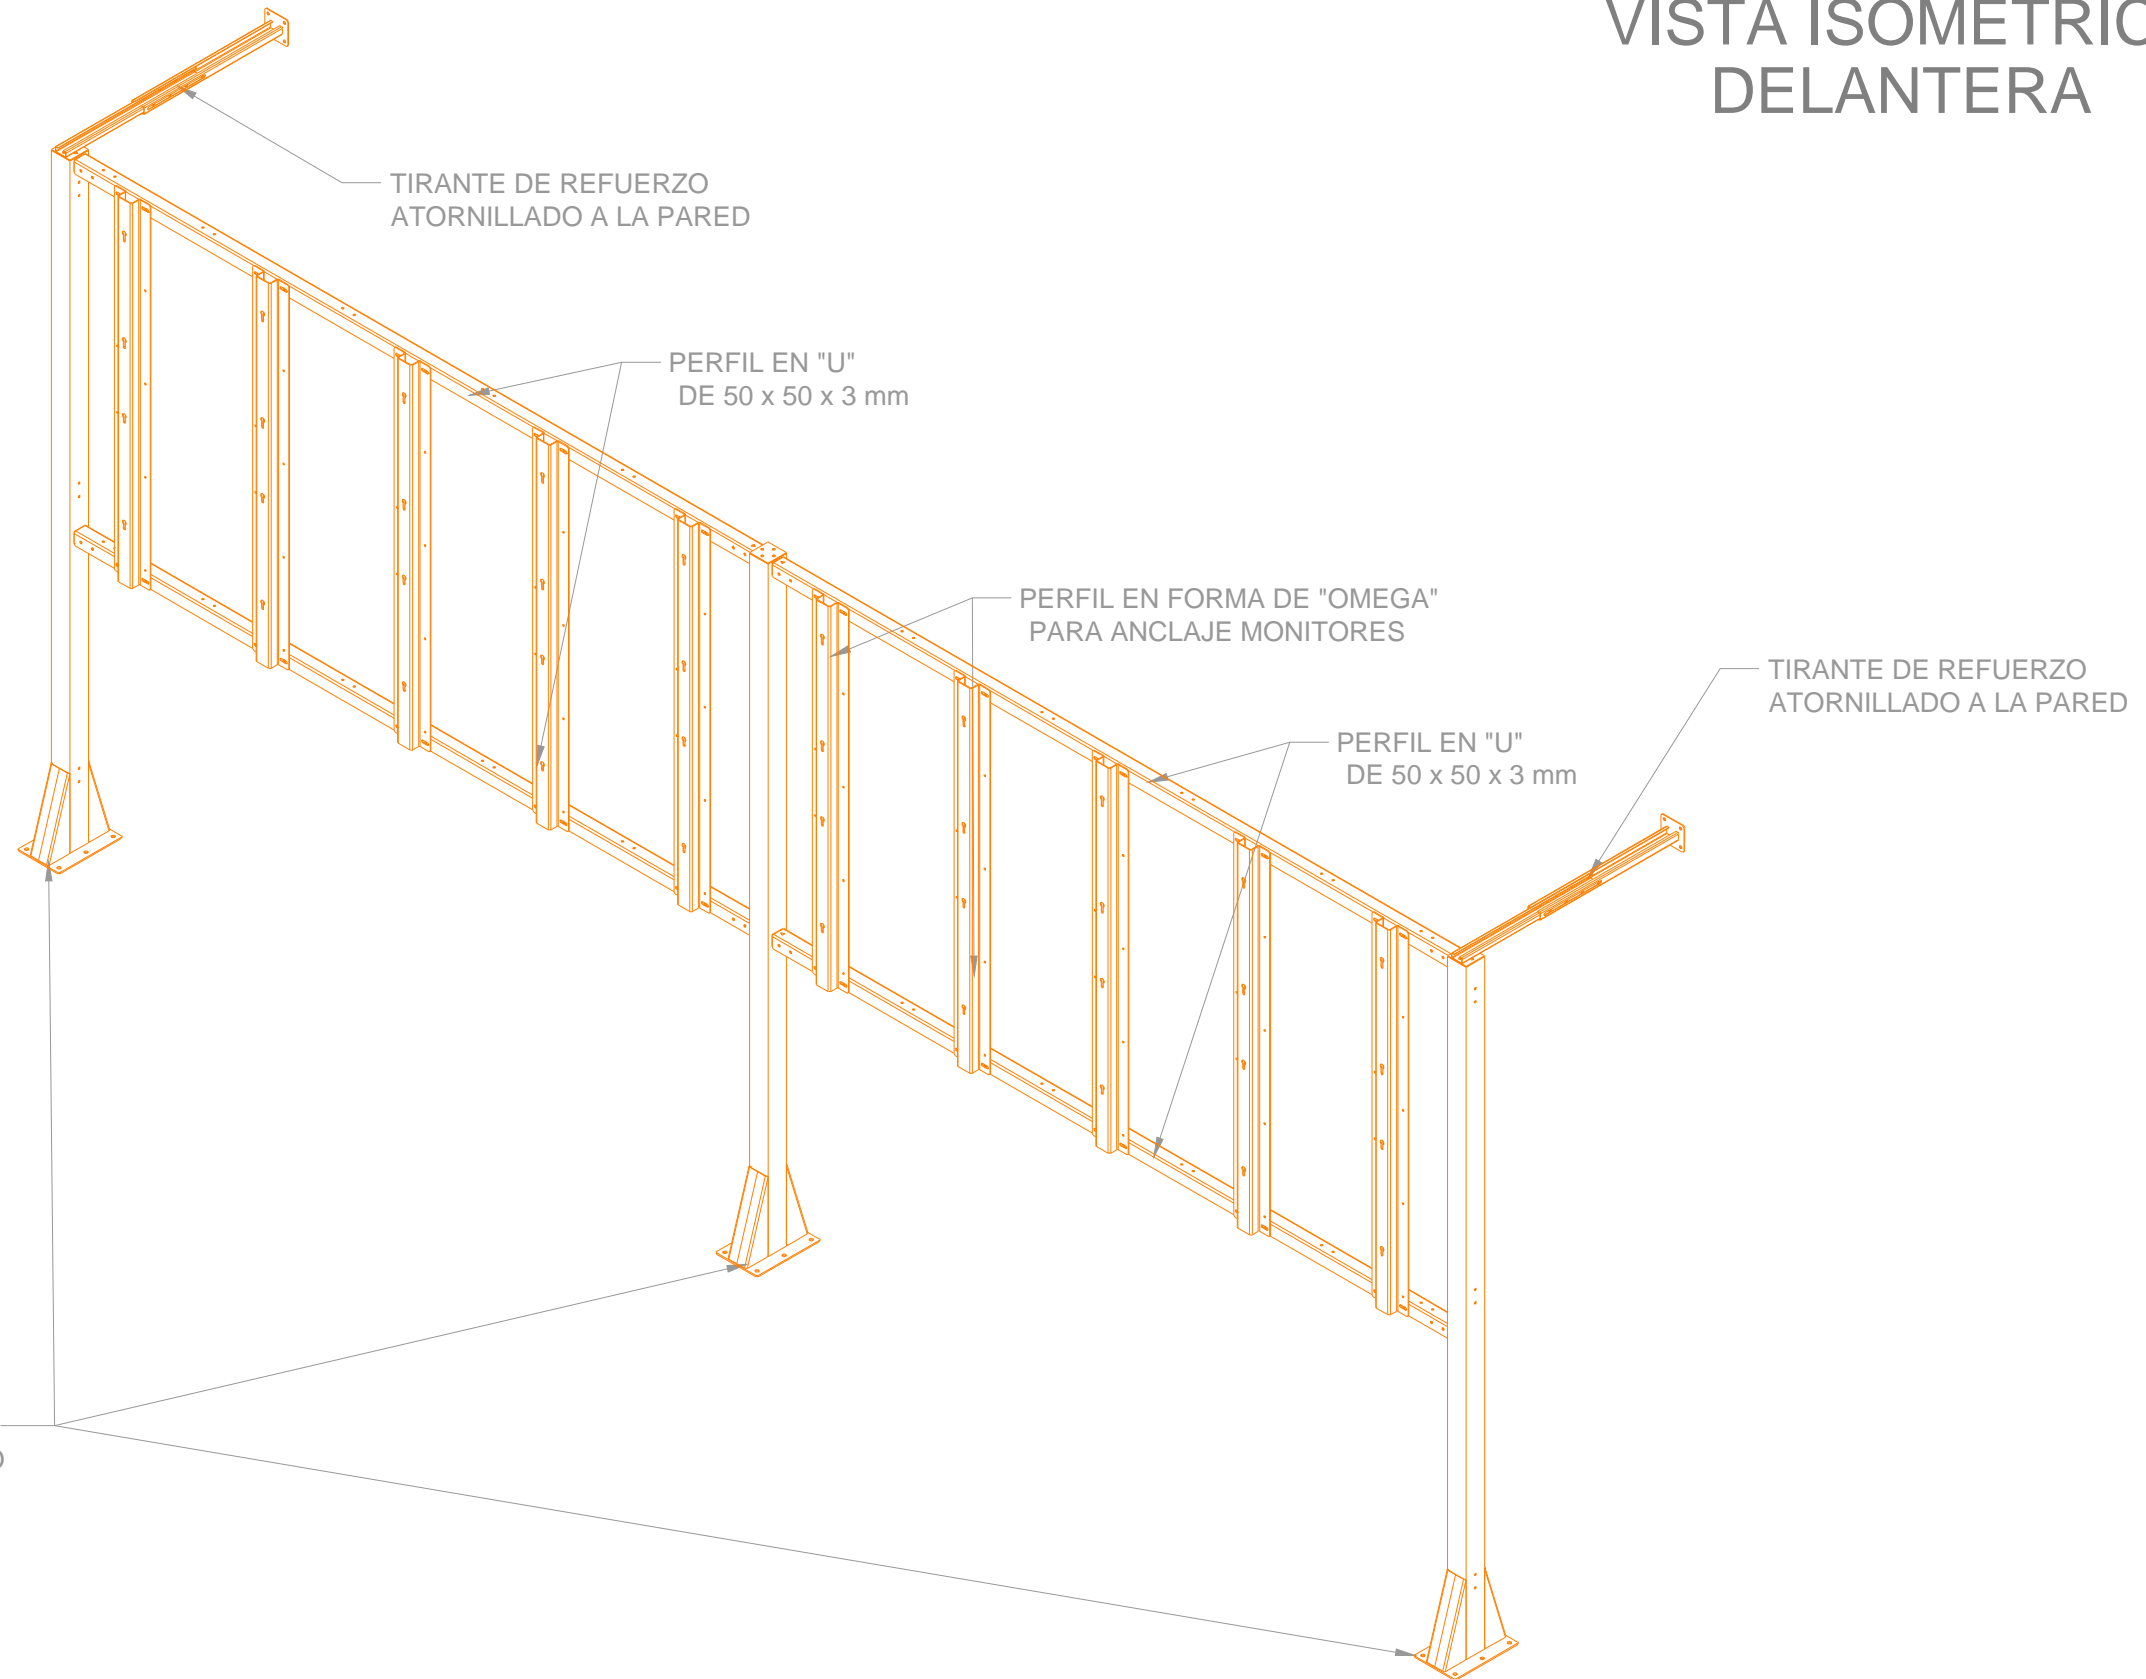 VISTA ISOMETRIC
DELANTERA
TIRANTE DE REFUERZO
ATORNILLADO A LA PARED
PERFIL EN "U"
DE 50 x 50 x 3 mm
PERFIL EN FORMA DE "OMEGA"
PARA ANCLAJE MONITORES
TIRANTE DE REFUERZO
ATORNILLADO A LA PARED
PERFIL EN "U"
DE 50 x 50 x 3 mm